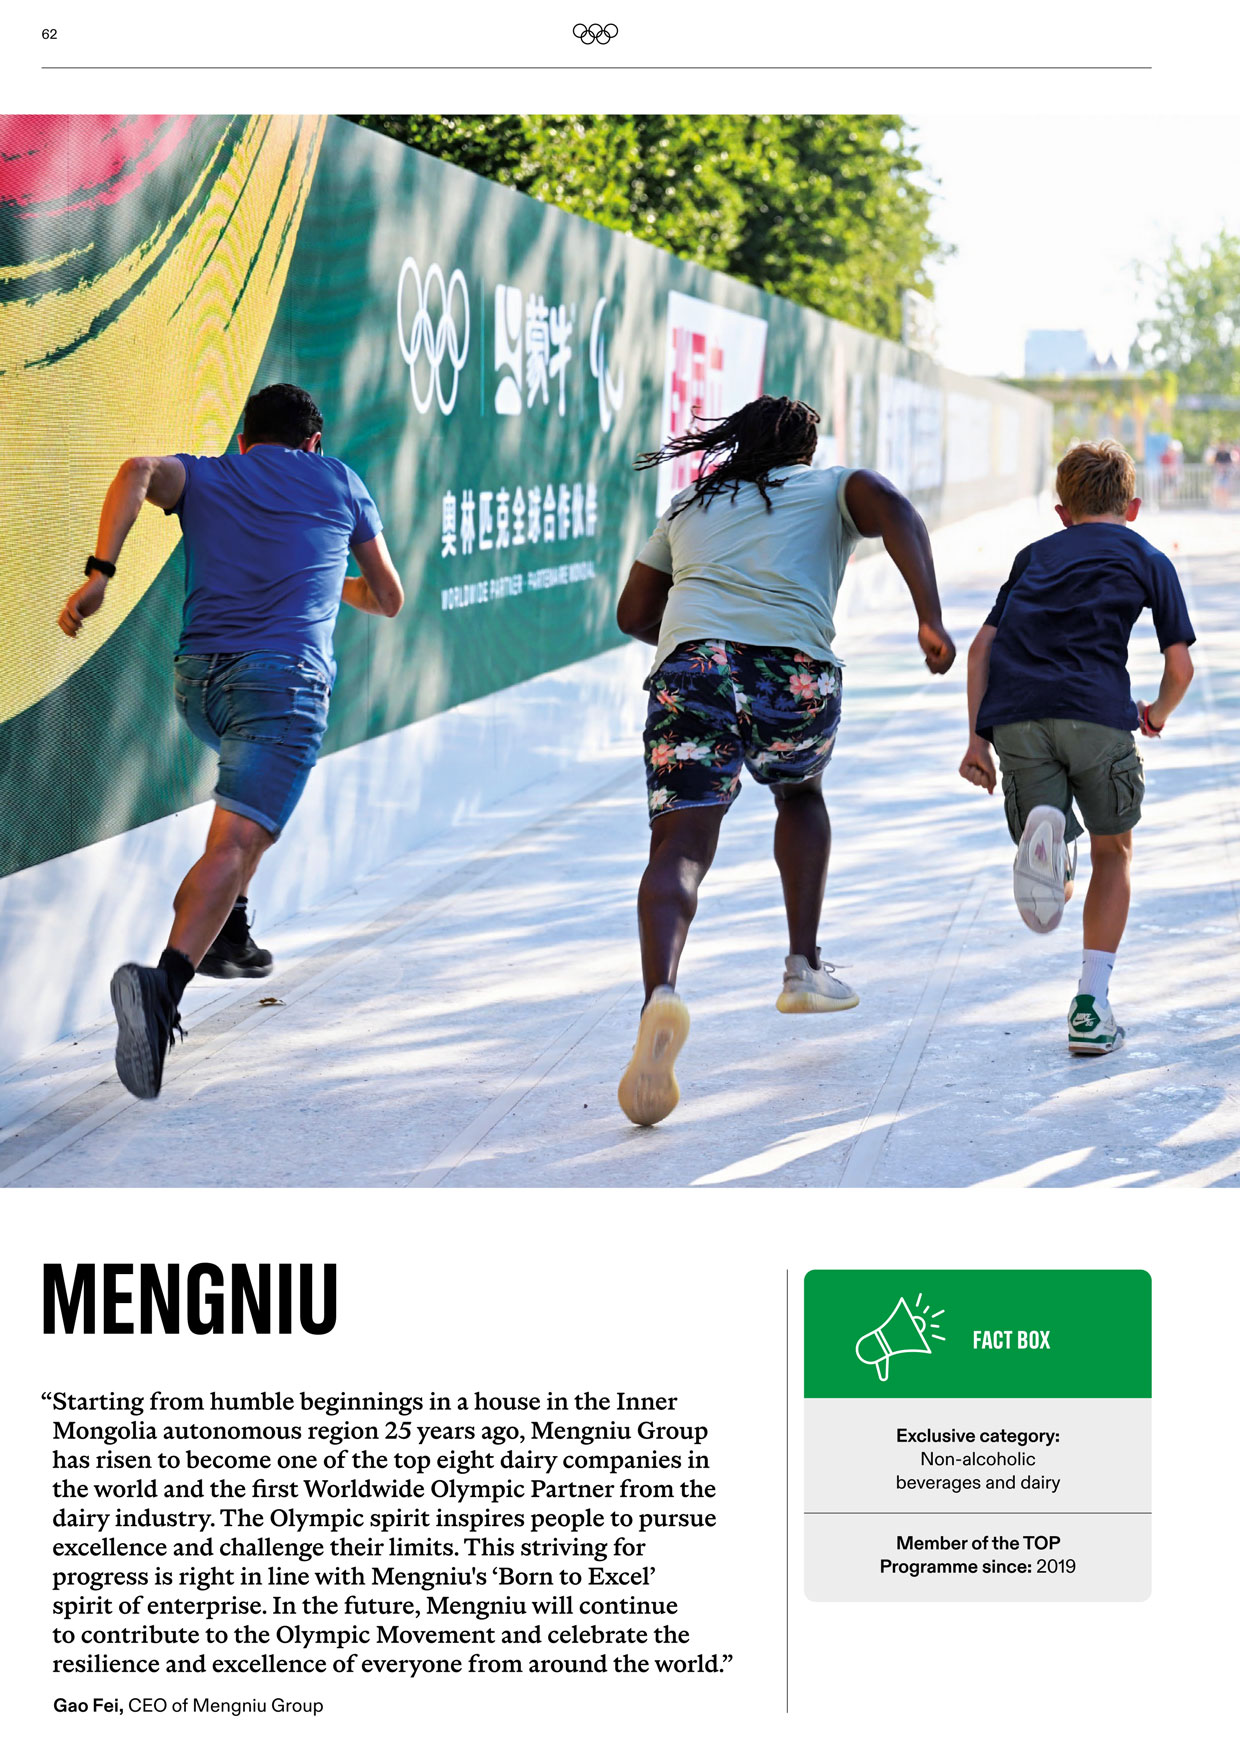 62
蒙牛
奥林匹克全球合作伙伴
WORLDWIDE PARTNER · PARTENAIRE MONDIAL
MENGNIU
“Starting from humble beginnings in a house in the Inner
Mongolia autonomous region 25 years ago, Mengniu Group
has risen to become one of the top eight dairy companies in
the world and the first Worldwide Olympic Partner from the
dairy industry. The Olympic spirit inspires people to pursue
excellence and challenge their limits. This striving for
progress is right in line with Mengniu's ‘Born to Excel’
spirit of enterprise. In the future, Mengniu will continue
to contribute to the Olympic Movement and celebrate the
resilience and excellence of everyone from around the world.”
Gao Fei, CEO of Mengniu Group
FACT BOX
Exclusive category:
Non-alcoholic
beverages and dairy
Member of the TOP
Programme since: 2019